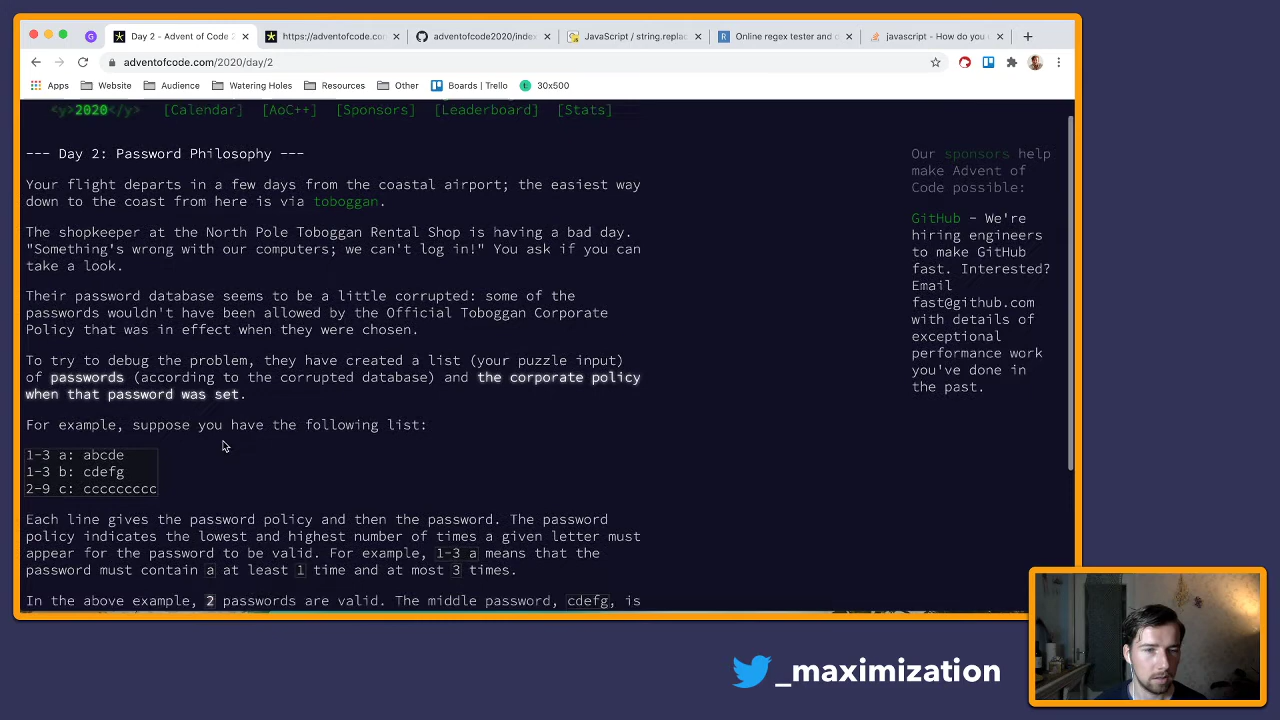 Day 2 - Advent of Code 2
https://adventofcode.co
adventofcode2020/index
JavaScript / string.replac
Online regex tester and d
javascript - How do you
adventofcode.com/2020/day/2
Apps
Website
Audience
Watering Holes
Resources
Other
Boards | Trello
30x500
<y>2020</y> [Calendar] [AoC++] [Sponsors] [Leaderboard] [Stats]
--- Day 2: Password Philosophy ---
Your flight departs in a few days from the coastal airport; the easiest way
down to the coast from here is via toboggan.
The shopkeeper at the North Pole Toboggan Rental Shop is having a bad day.
"Something's wrong with our computers; we can't log in!" You ask if you can
take a look.
Their password database seems to be a little corrupted: some of the
passwords wouldn't have been allowed by the Official Toboggan Corporate
Policy that was in effect when they were chosen.
To try to debug the problem, they have created a list (your puzzle input)
of passwords (according to the corrupted database) and the corporate policy
when that password was set.
For example, suppose you have the following list:
1-3 a: abcde
1-3 b: cdefg
2-9 c: ccccccccc
Each line gives the password policy and then the password. The password
policy indicates the lowest and highest number of times a given letter must
appear for the password to be valid. For example, 1-3 a means that the
password must contain a at least 1 time and at most 3 times.
In the above example, 2 passwords are valid. The middle password, cdefg, is
Our sponsors help
make Advent of
Code possible:
GitHub - We're
hiring engineers
to make GitHub
fast. Interested?
Email
fast@github.com
with details of
exceptional
performance work
you've done in
the past.
_maximization